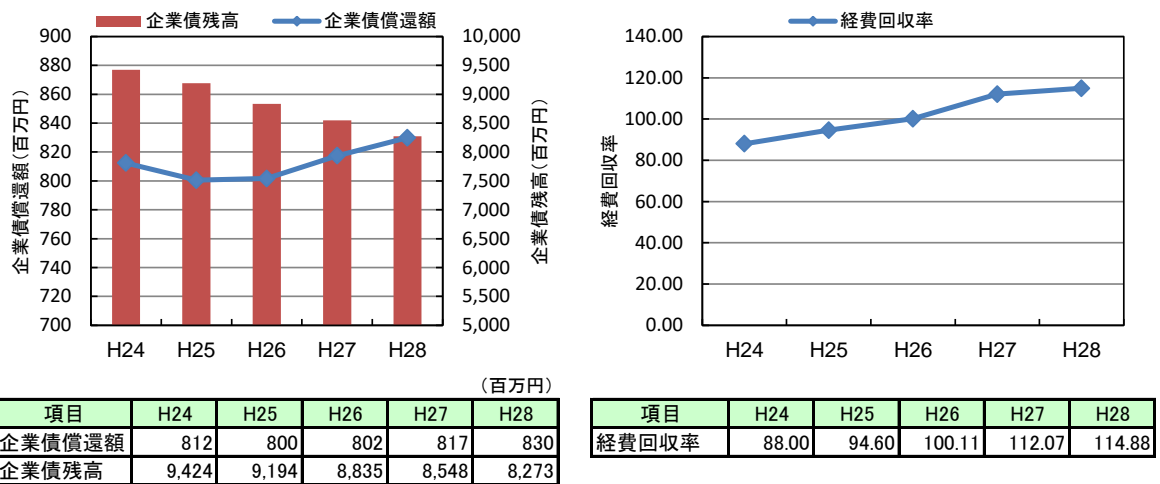 企業債残高 企業債償還額
企業債償還額(百万円)
900
880
860
840
820
800
780
760
740
720
700
10,000
9,500
9,000
8,500
8,000
7,500
7,000
6,500
6,000
5,500
5,000
企業債残高(百万円)
H24 H25 H26 H27 H28
(百万円)
項目 H24 H25 H26 H27 H28
企業債償還額 812 800 802 817 830
企業債残高 9,424 9,194 8,835 8,548 8,273
経費回収率
経費回収率
140.00
120.00
100.00
80.00
60.00
40.00
20.00
0.00
H24 H25 H26 H27 H28
項目 H24 H25 H26 H27 H28
経費回収率 88.00 94.60 100.11 112.07 114.88